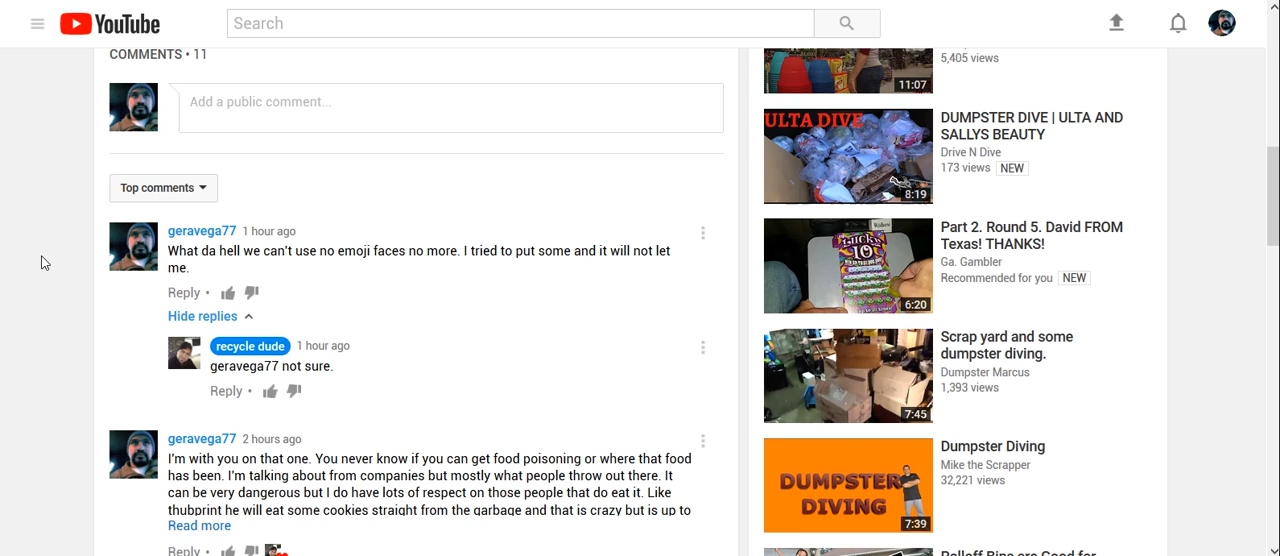 YouTube
Search
COMMENTS • 11
Add a public comment...
Top comments
geravega77 1 hour ago
What da hell we can't use no emoji faces no more. I tried to put some and it will not let
me.
Reply •
Hide replies
recycle dude 1 hour ago
geravega77 not sure.
Reply •
geravega77 2 hours ago
I'm with you on that one. You never know if you can get food poisoning or where that food
has been. I'm talking about from companies but mostly what people throw out there. It
can be very dangerous but I do have lots of respect on those people that do eat it. Like
thubprint he will eat some cookies straight from the garbage and that is crazy but is up to
Read more
Reply •
5,405 views
11:07
ULTA DIVE
8:19
DUMPSTER DIVE | ULTA AND
SALLYS BEAUTY
Drive N Dive
173 views NEW
LUCKY
10
6:20
Part 2. Round 5. David FROM
Texas! THANKS!
Ga. Gambler
Recommended for you NEW
7:45
Scrap yard and some
dumpster diving.
Dumpster Marcus
1,393 views
DUMPSTER
DIVING
7:39
Dumpster Diving
Mike the Scrapper
32,221 views